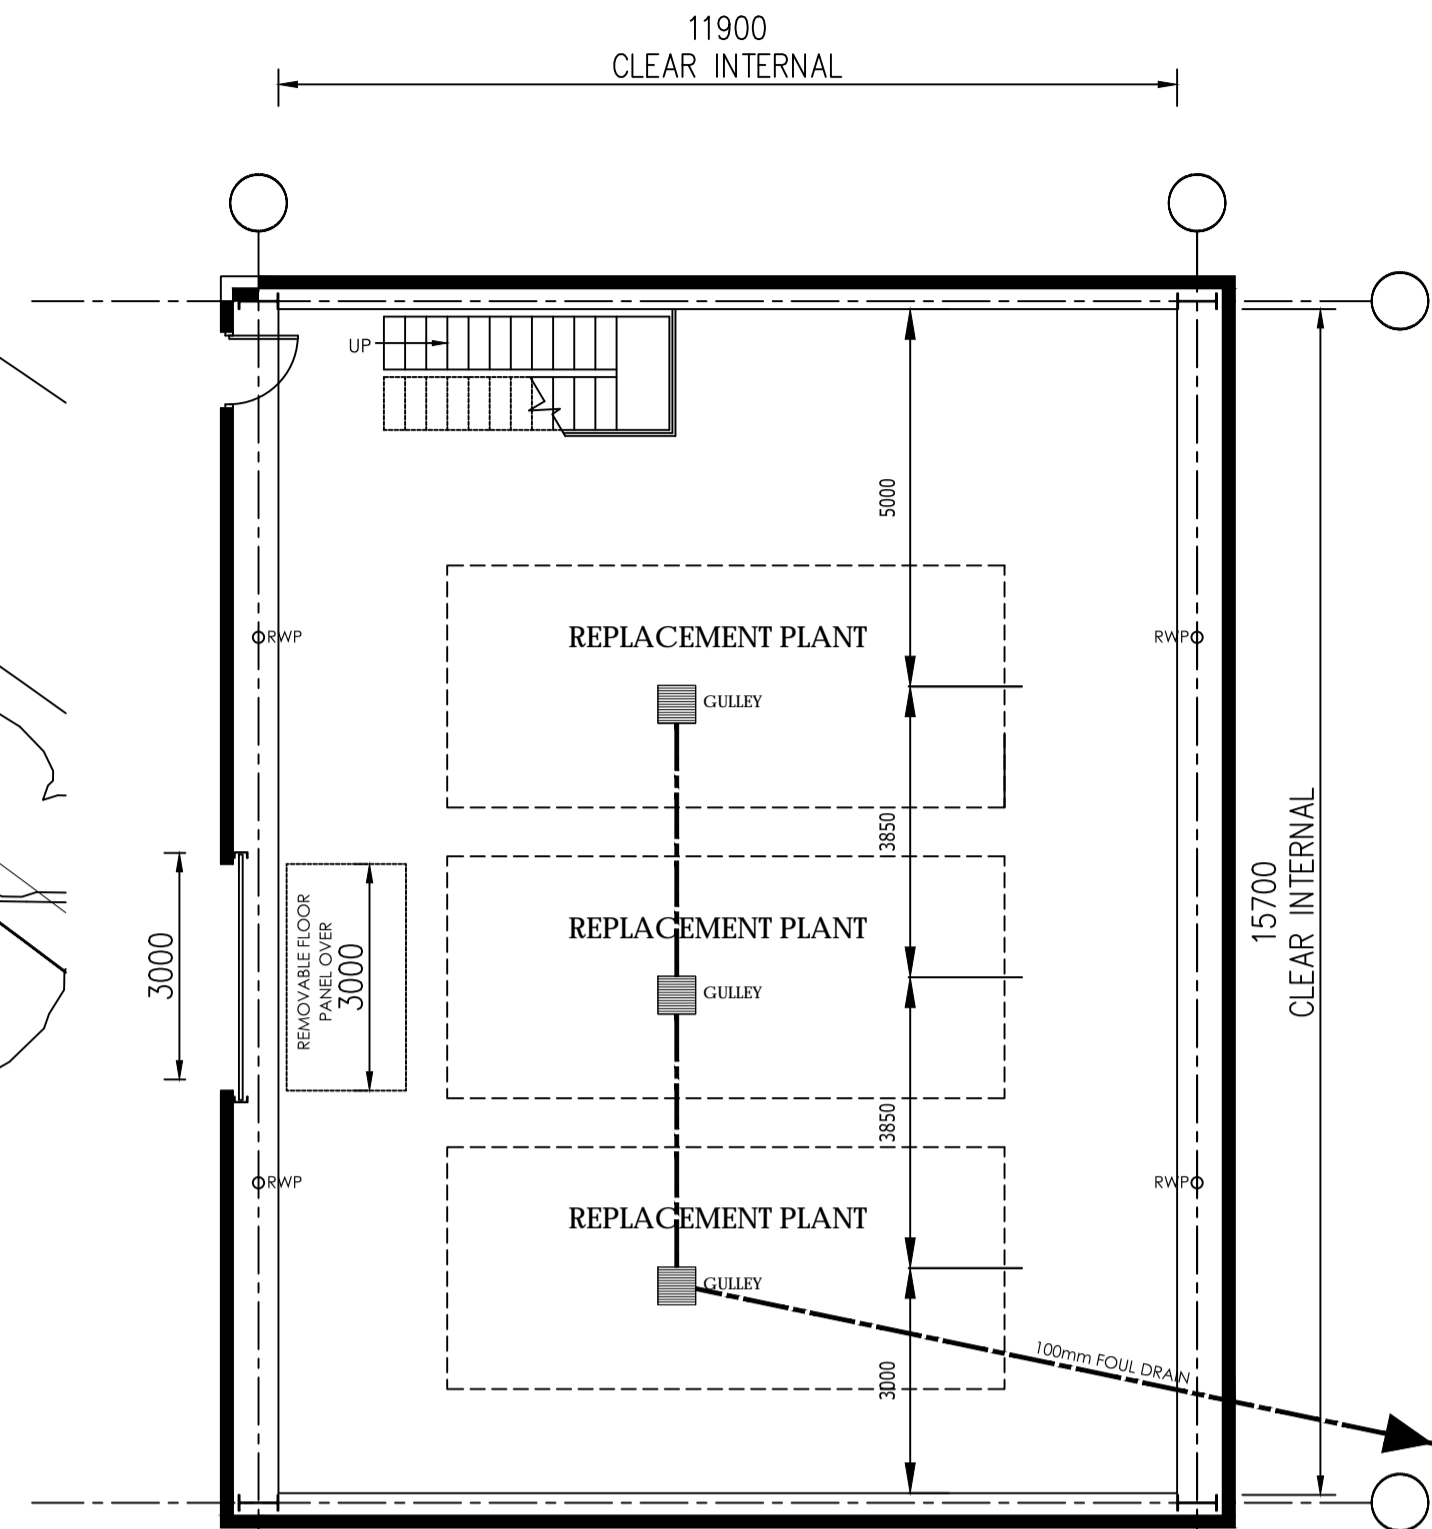 11900
CLEAR INTERNAL
UP
5000
REPLACEMENT PLANT
RWP
RWP
GULLEY
3850
15700
CLEAR INTERNAL
3000
REMOVABLE FLOOR
PANEL OVER
3000
REPLACEMENT PLANT
GULLEY
3850
RWP
RWP
REPLACEMENT PLANT
GULLEY
3000
100mm FOUL DRAIN